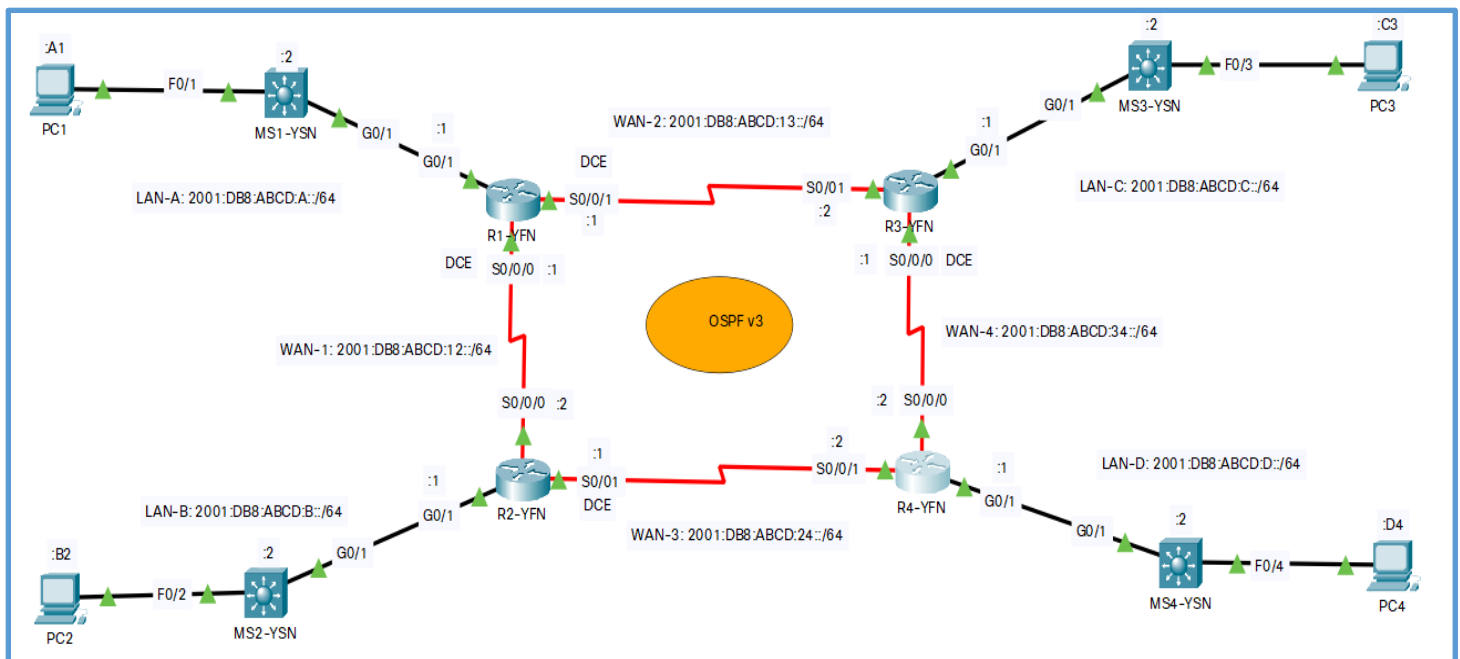 :A1
PC1
F0/1
:2
MS1-YSN
G0/1
:1
G0/1
LAN-A: 2001:DB8:ABCD:A::/64
R1-YFN
DCE
S0/0/1
:1
WAN-2: 2001:DB8:ABCD:13::/64
S0/01
:2
:1
G0/1
R3-YFN
G0/1
:2
MS3-YSN
F0/3
:C3
PC3
LAN-C: 2001:DB8:ABCD:C::/64
DCE
S0/0/0
:1
:1
S0/0/0
DCE
OSPF v3
WAN-1: 2001:DB8:ABCD:12::/64
WAN-4: 2001:DB8:ABCD:34::/64
S0/0/0
:2
:2
S0/0/0
:1
S0/01
DCE
R2-YFN
:1
G0/1
LAN-B: 2001:DB8:ABCD:B::/64
G0/1
:2
MS2-YSN
F0/2
:B2
PC2
WAN-3: 2001:DB8:ABCD:24::/64
:2
S0/0/1
R4-YFN
:1
G0/1
LAN-D: 2001:DB8:ABCD:D::/64
G0/1
:2
MS4-YSN
F0/4
:D4
PC4